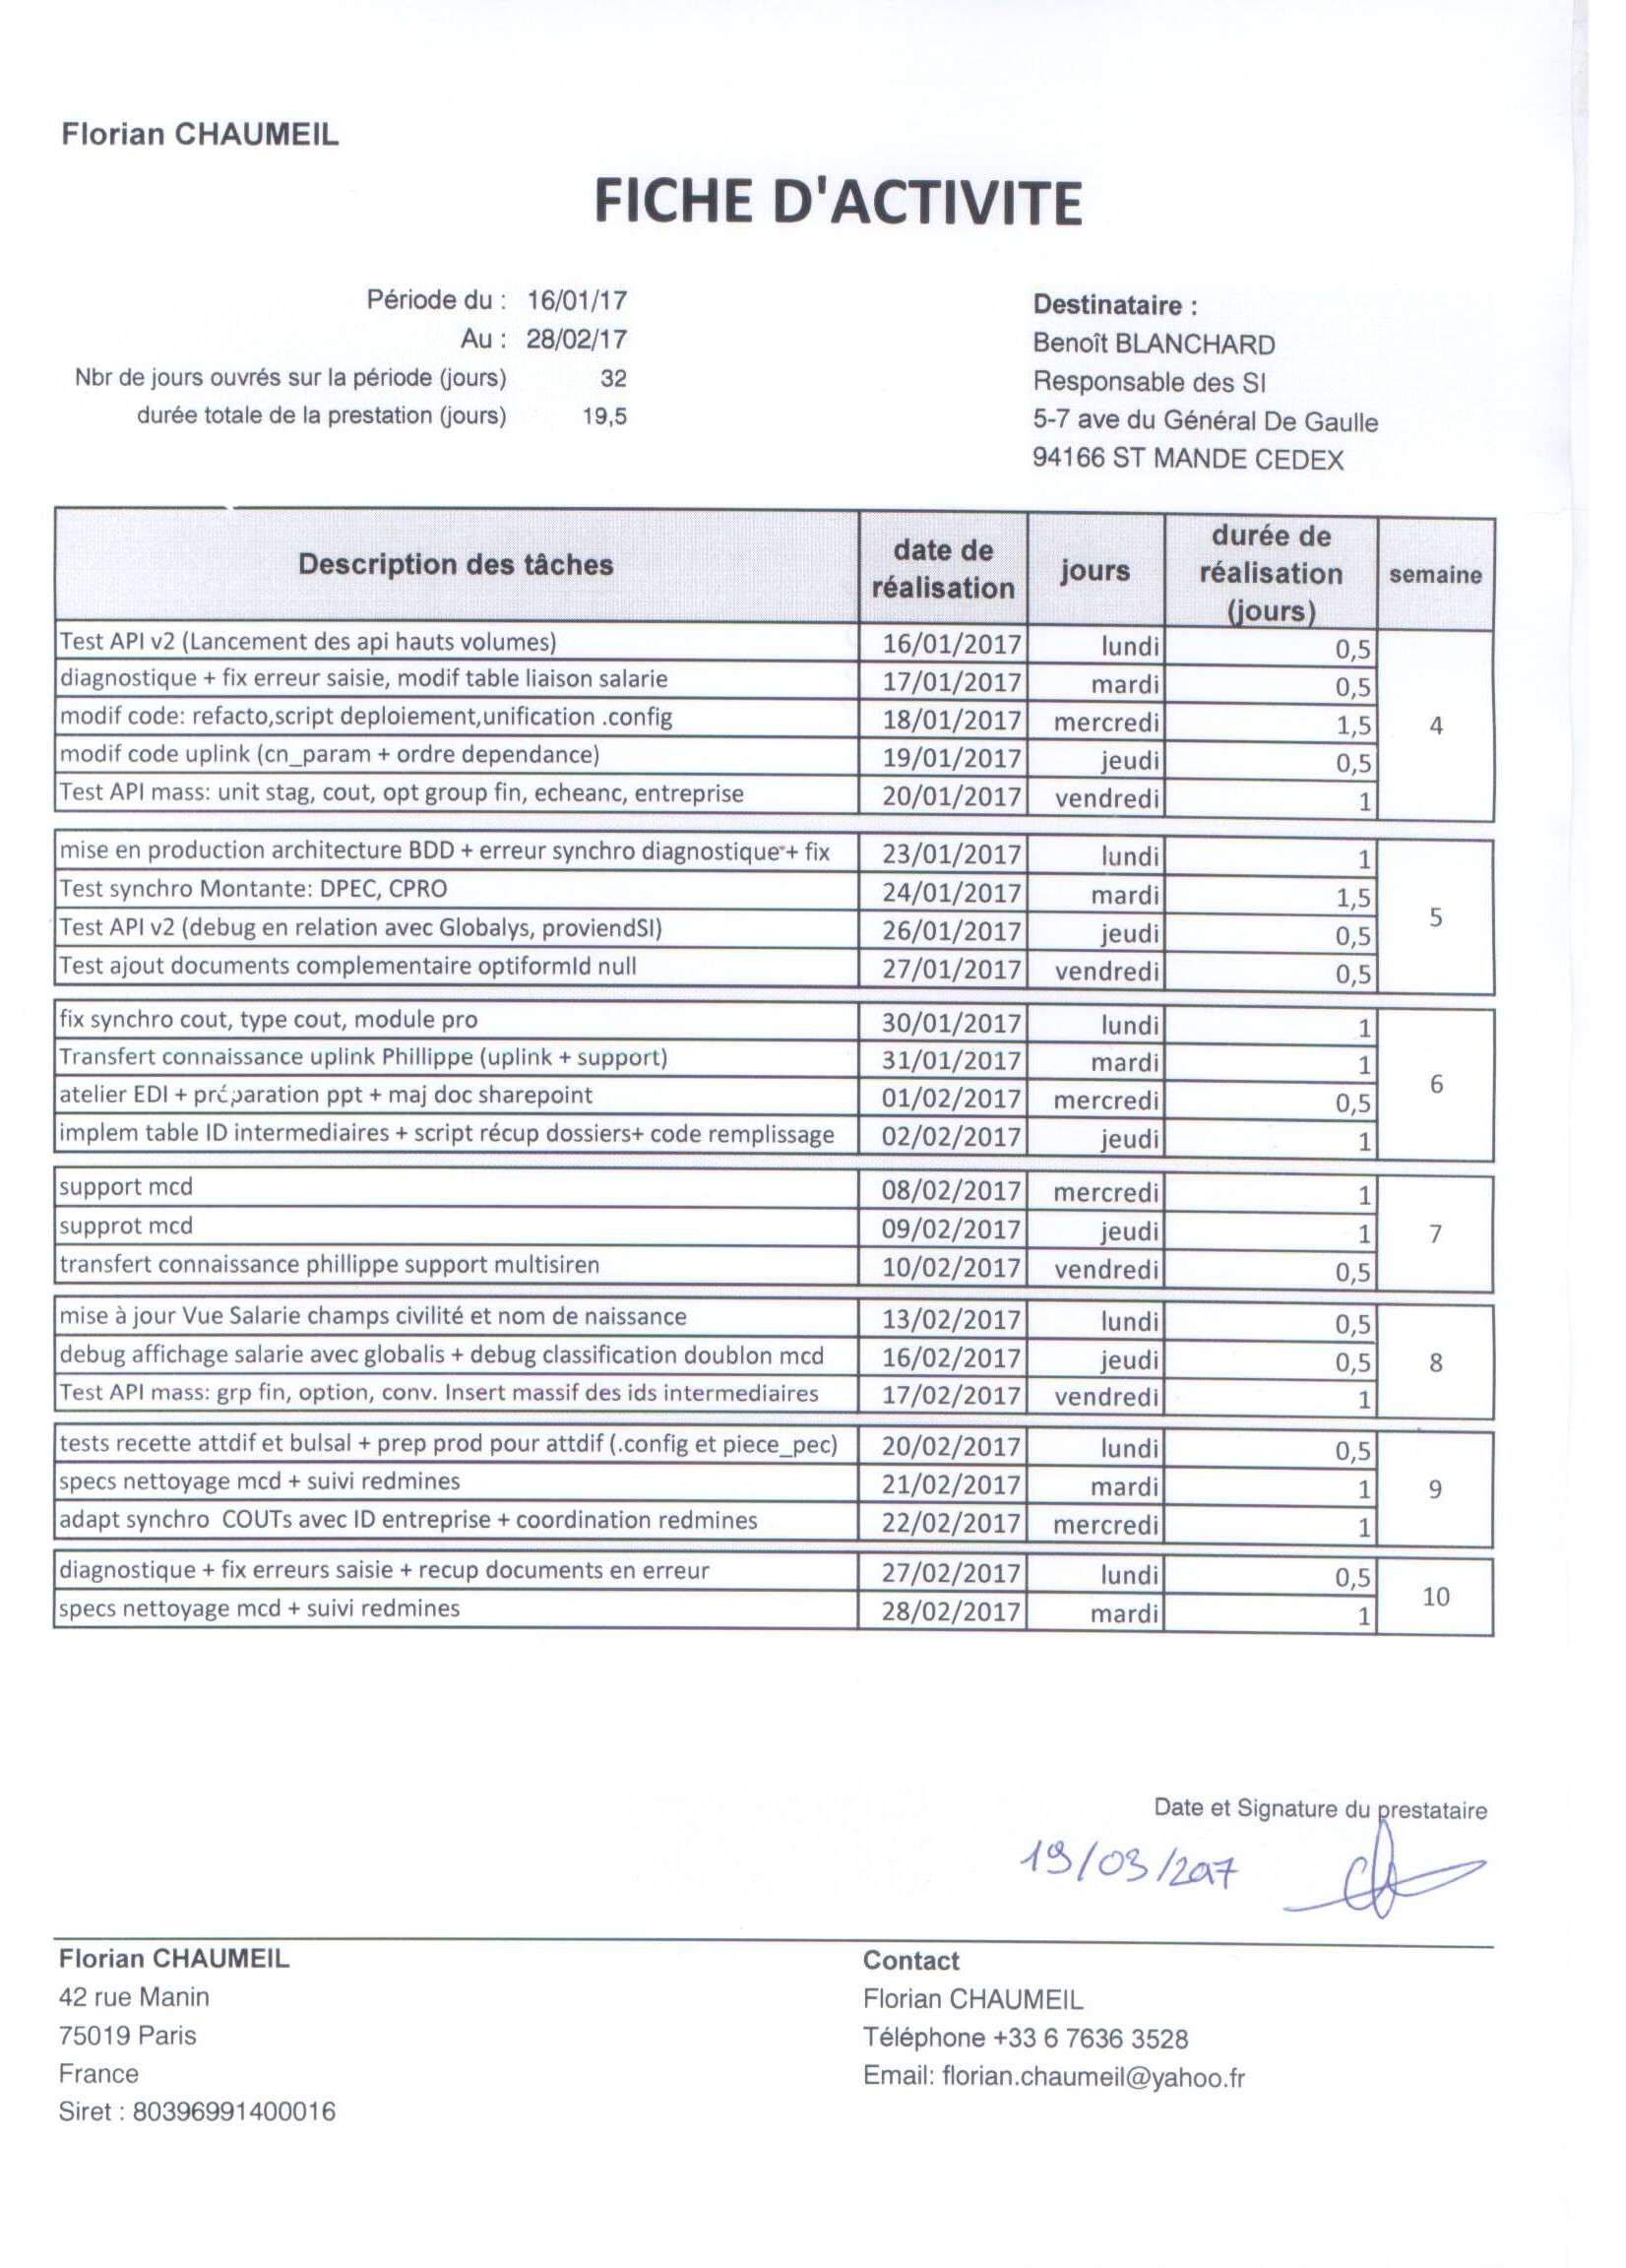 Florian CHAUMEIL
FICHE D'ACTIVITE
Période du : 16/01/17
Au : 28/02/17
Nbr de jours ouvrés sur la période (jours) 32
durée totale de la prestation (jours) 19,5
Destinataire :
Benoît BLANCHARD
Responsable des SI
5-7 ave du Général De Gaulle
94166 ST MANDE CEDEX
Description des tâches date de réalisation jours durée de réalisation (jours) semaine
Test API v2 (Lancement des api hauts volumes) 16/01/2017 lundi 0,5
diagnostique + fix erreur saisie, modif table liaison salarie 17/01/2017 mardi 0,5
modif code: refacto,script deploiement,unification .config 18/01/2017 mercredi 1,5 4
modif code uplink (cn_param + ordre dependance) 19/01/2017 jeudi 0,5
Test API mass: unit stag, cout, opt group fin, echeanc, entreprise 20/01/2017 vendredi 1
mise en production architecture BDD + erreur synchro diagnostique + fix 23/01/2017 lundi 1
Test synchro Montante: DPEC, CPRO 24/01/2017 mardi 1,5 5
Test API v2 (debug en relation avec Globalys, proviendSI) 26/01/2017 jeudi 0,5
Test ajout documents complementaire optiformId null 27/01/2017 vendredi 0,5
fix synchro cout, type cout, module pro 30/01/2017 lundi 1
Transfert connaissance uplink Phillippe (uplink + support) 31/01/2017 mardi 1 6
atelier EDI + préparation ppt + maj doc sharepoint 01/02/2017 mercredi 0,5
implem table ID intermediaires + script récup dossiers+ code remplissage 02/02/2017 jeudi 1
support mcd 08/02/2017 mercredi 1
supprot mcd 09/02/2017 jeudi 1 7
transfert connaissance phillippe support multisiren 10/02/2017 vendredi 0,5
mise à jour Vue Salarie champs civilité et nom de naissance 13/02/2017 lundi 0,5
debug affichage salarie avec globalis + debug classification doublon mcd 16/02/2017 jeudi 0,5 8
Test API mass: grp fin, option, conv. Insert massif des ids intermediaires 17/02/2017 vendredi 1
tests recette attdif et bulsal + prep prod pour attdif (.config et piece_pec) 20/02/2017 lundi 0,5
specs nettoyage mcd + suivi redmines 21/02/2017 mardi 1 9
adapt synchro COUTs avec ID entreprise + coordination redmines 22/02/2017 mercredi 1
diagnostique + fix erreurs saisie + recup documents en erreur 27/02/2017 lundi 0,5 10
specs nettoyage mcd + suivi redmines 28/02/2017 mardi 1
Date et Signature du prestataire
19/03/2017
Florian CHAUMEIL
42 rue Manin
75019 Paris
France
Siret : 80396991400016
Contact
Florian CHAUMEIL
Téléphone +33 6 7636 3528
Email: florian.chaumeil@yahoo.fr